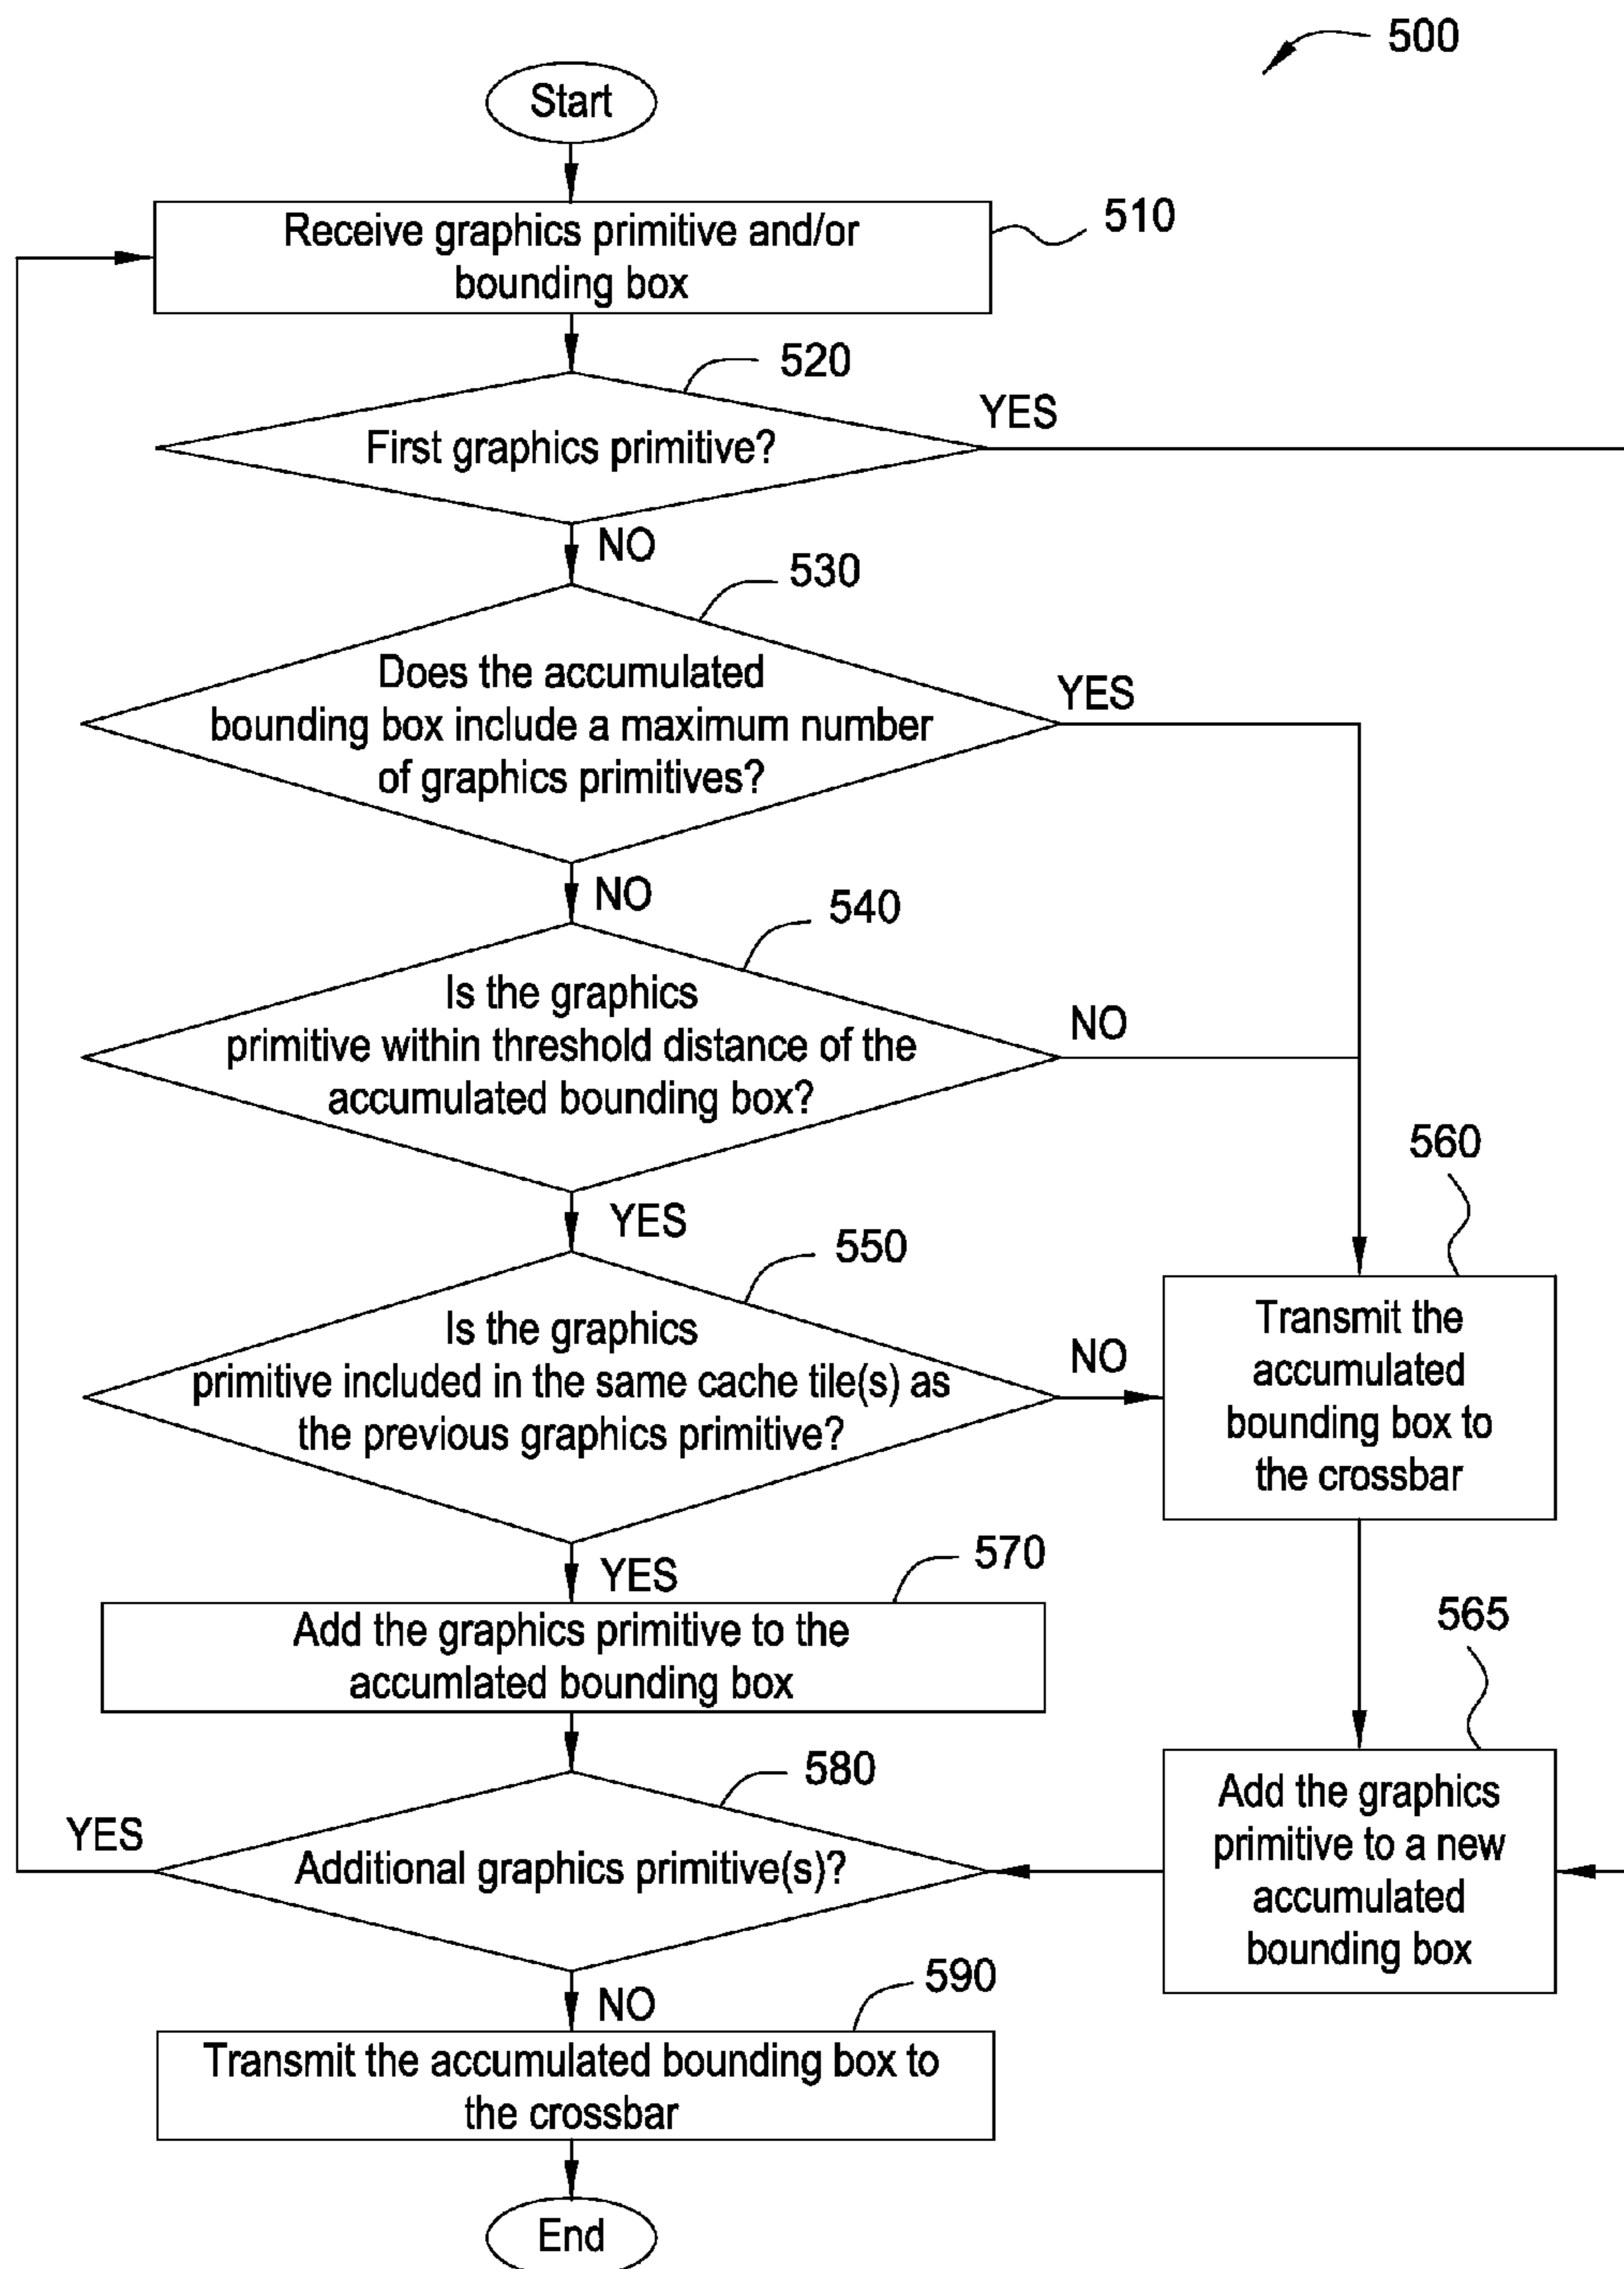 500
Start
Receive graphics primitive and/or
bounding box
510
520
First graphics primitive?
YES
NO
530
Does the accumulated
bounding box include a maximum number
of graphics primitives?
YES
NO
540
Is the graphics
primitive within threshold distance of the
accumulated bounding box?
NO
YES
550
Is the graphics
primitive included in the same cache tile(s) as
the previous graphics primitive?
NO
560
Transmit the
accumulated
bounding box to
the crossbar
YES
570
Add the graphics primitive to the
accumlated bounding box
565
Add the graphics
primitive to a new
accumulated
bounding box
580
Additional graphics primitive(s)?
YES
NO
590
Transmit the accumulated bounding box to
the crossbar
End